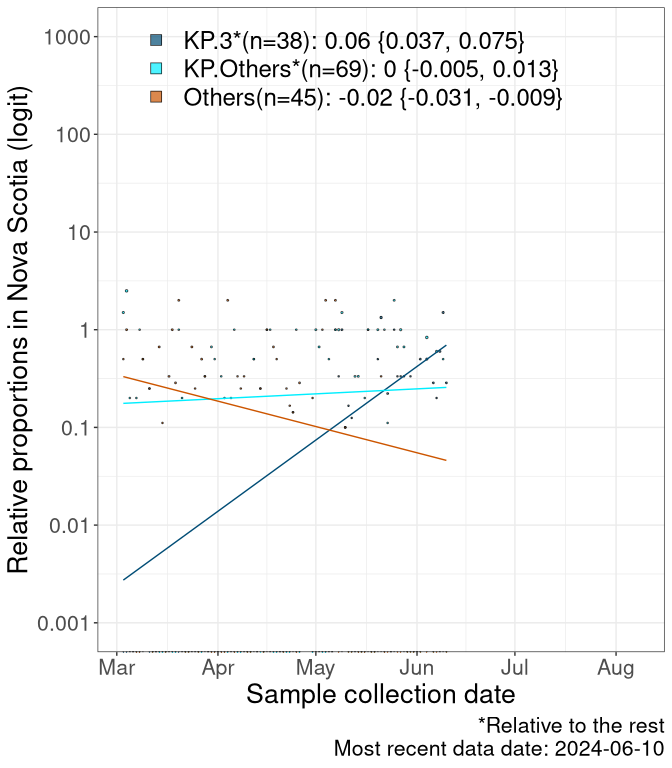 KP.3*(n=38): 0.06 {0.037, 0.075}
KP.Others*(n=69): 0 {-0.005, 0.013}
Others(n=45): -0.02 {-0.031, -0.009}
Relative proportions in Nova Scotia (logit)
1000
100
10
1
0.1
0.01
0.001
Mar Apr May Jun Jul Aug
Sample collection date
*Relative to the rest
Most recent data date: 2024-06-10